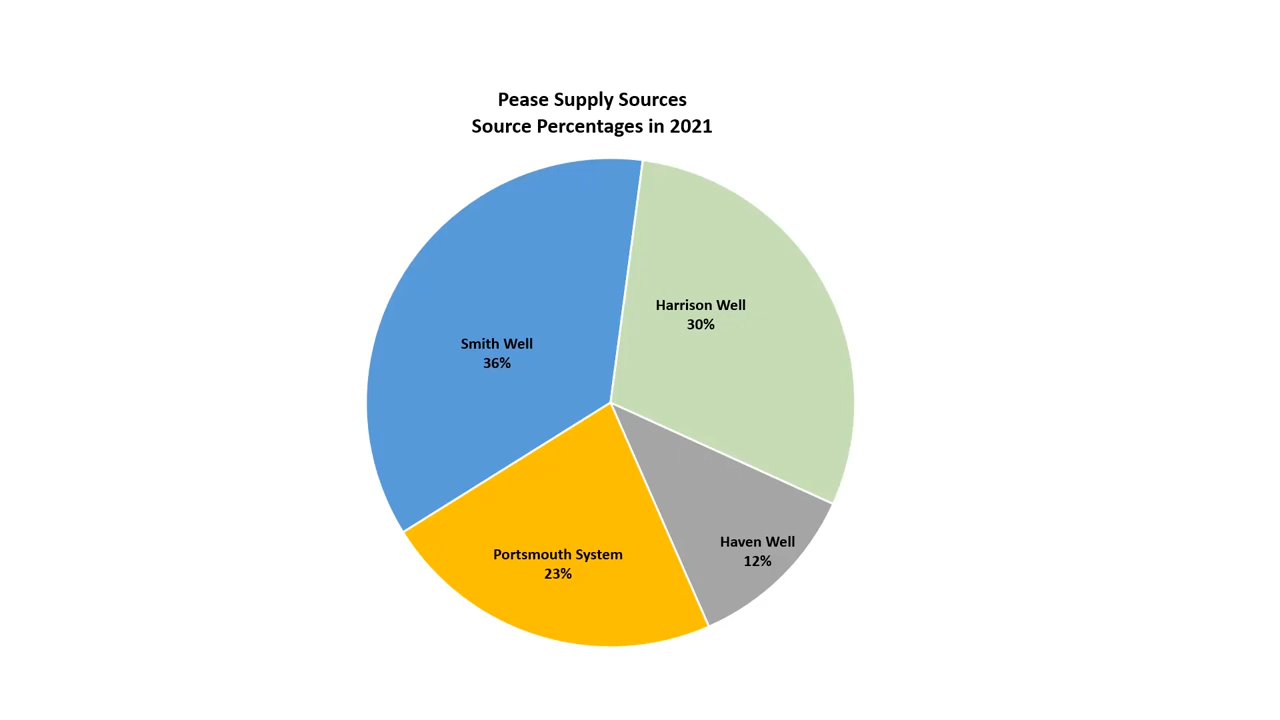 Pease Supply Sources
Source Percentages in 2021
Harrison Well
30%
Smith Well
36%
Haven Well
12%
Portsmouth System
23%